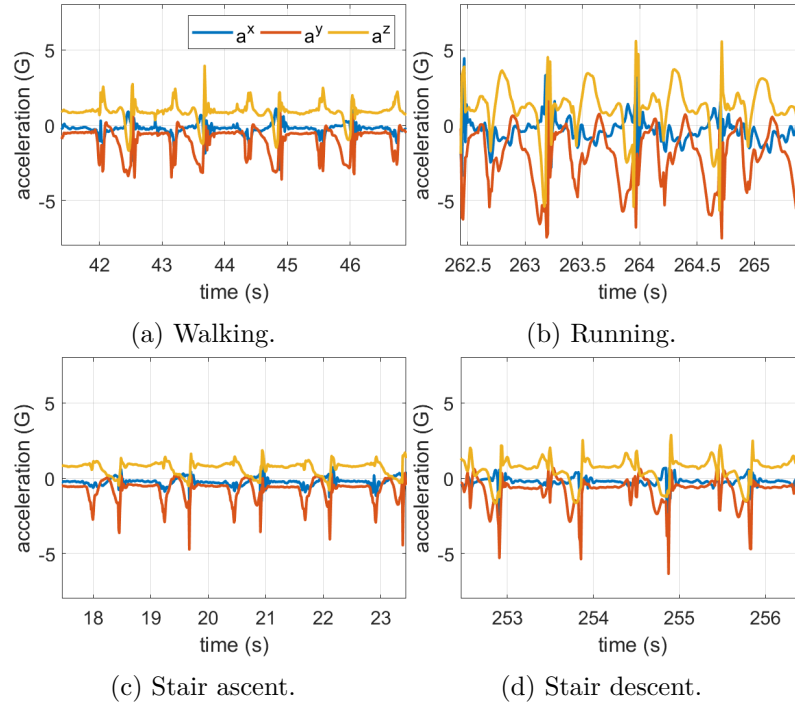 a^x a^y a^z
acceleration (G)
5
0
-5
42 43 44 45 46
time (s)
(a) Walking.
acceleration (G)
5
0
-5
262.5 263 263.5 264 264.5 265
time (s)
(b) Running.
acceleration (G)
5
0
-5
18 19 20 21 22 23
time (s)
(c) Stair ascent.
acceleration (G)
5
0
-5
253 254 255 256
time (s)
(d) Stair descent.